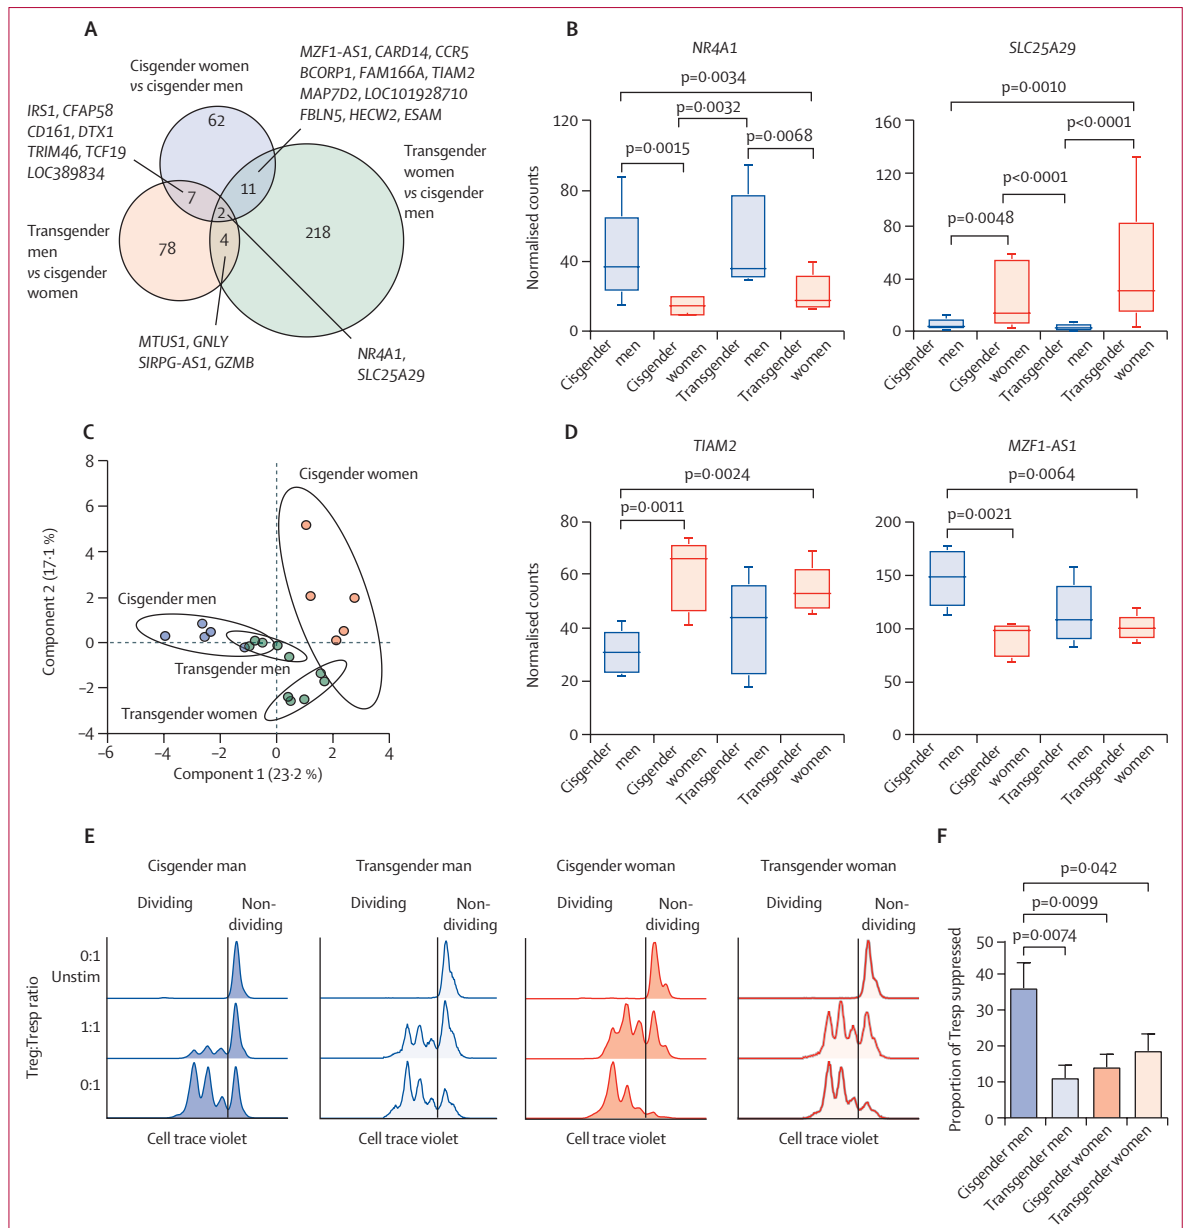 A
Cisgender women
vs cisgender men
62
MZF1-AS1, CARD14, CCR5
BCORP1, FAM166A, TIAM2
MAP7D2, LOC101928710
FBLN5, HECW2, ESAM
IRS1, CFAP58
CD161, DTX1
TRIM46, TCF19
LOC389834
Transgender
women
vs cisgender
men
11
7
2
218
4
78
Transgender
men
vs cisgender
women
MTUS1, GNLY
SIRPG-AS1, GZMB
NR4A1,
SLC25A29
B
NR4A1
p=0·0034
p=0·0032
p=0·0068
p=0·0015
Normalised counts
120
80
40
0
Cisgender
men
Cisgender
women
Transgender
men
Transgender
women
SLC25A29
p=0·0010
p<0·0001
p<0·0001
p=0·0048
160
120
80
40
0
Cisgender
men
Cisgender
women
Transgender
men
Transgender
women
C
Component 2 (17·1 %)
8
6
4
2
0
–2
–4
Cisgender women
Cisgender men
Transgender men
Transgender women
–6
–4
–2
0
2
4
Component 1 (23·2 %)
D
TIAM2
p=0·0024
p=0·0011
Normalised counts
80
60
40
20
0
Cisgender
men
Cisgender
women
Transgender
men
Transgender
women
MZF1-AS1
p=0·0064
p=0·0021
200
150
100
50
0
Cisgender
men
Cisgender
women
Transgender
men
Transgender
women
E
Cisgender man
Transgender man
Cisgender woman
Transgender woman
Dividing
Non-
dividing
Dividing
Non-
dividing
Dividing
Non-
dividing
Dividing
Non-
dividing
Treg:Tresp ratio
0:1
Unstim
1:1
0:1
Cell trace violet
Cell trace violet
Cell trace violet
Cell trace violet
F
p=0·042
p=0·0099
p=0·0074
Proportion of Tresp suppressed
50
40
30
20
10
0
Cisgender men
Transgender men
Cisgender women
Transgender women